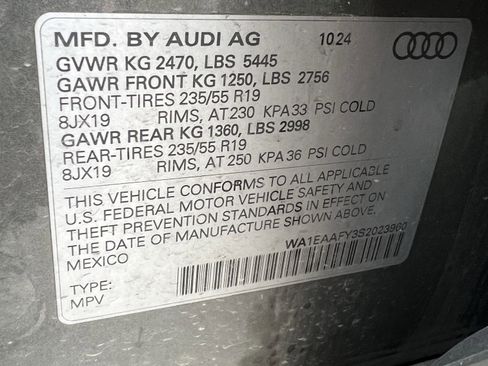 MFD. BY AUDI AG 10 24
GVWR KG 2470, LBS 5445
GAWR FRONT KG 1250, LBS 2756
FRONT-TIRES 235/55 R19
8JX19 RIMS, AT 230 KPA 33 PSI COLD
GAWR REAR KG 1360, LBS 2998
REAR-TIRES 235/55 R19
8JX19 RIMS, AT 250 KPA 36 PSI COLD
THIS VEHICLE CONFORMS TO ALL APPLICABLE
U.S. FEDERAL MOTOR VEHICLE SAFETY AND
THEFT PREVENTION STANDARDS IN EFFECT ON
THE DATE OF MANUFACTURE SHOWN ABOVE.
MEXICO
WA1EAAFY3S2023900
TYPE:
MPV